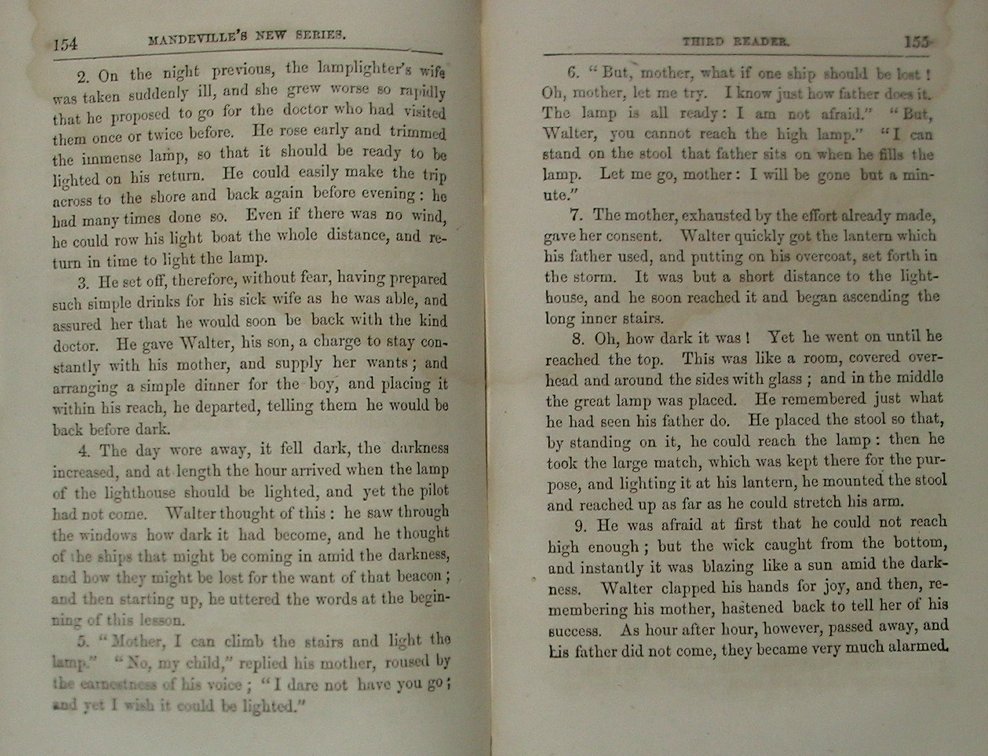 154 MANDEVILLE'S NEW SERIES.
2. On the night previous, the lamplighter's wife
was taken suddenly ill, and she grew worse so rapidly
that he proposed to go for the doctor who had visited
them once or twice before. He rose early and trimmed
the immense lamp, so that it should be ready to be
lighted on his return. He could easily make the trip
across to the shore and back again before evening: he
had many times done so. Even if there was no wind,
he could row his light boat the whole distance, and re-
turn in time to light the lamp.
3. He set off, therefore, without fear, having prepared
such simple drinks for his sick wife as he was able, and
assured her that he would soon be back with the kind
doctor. He gave Walter, his son, a charge to stay con-
stantly with his mother, and supply her wants; and
arranging a simple dinner for the boy, and placing it
within his reach, he departed, telling them he would be
back before dark.
4. The day wore away, it fell dark, the darkness
increased, and at length the hour arrived when the lamp
of the lighthouse should be lighted, and yet the pilot
had not come. Walter thought of this: he saw through
the windows how dark it had become, and he thought
of the ships that might be coming in amid the darkness,
and how they might be lost for the want of that beacon;
and then starting up, he uttered the words at the begin-
ning of this lesson.
5. "Mother, I can climb the stairs and light the
lamp." "No, my child," replied his mother, roused by
the earnestness of his voice; "I dare not have you go;
and yet I wish it could be lighted."
THIRD READER. 155
6. "But, mother, what if one ship should be lost!
Oh, mother, let me try. I know just how father does it.
The lamp is all ready: I am not afraid." "But,
Walter, you cannot reach the high lamp." "I can
stand on the stool that father sits on when he fills the
lamp. Let me go, mother: I will be gone but a min-
ute."
7. The mother, exhausted by the effort already made,
gave her consent. Walter quickly got the lantern which
his father used, and putting on his overcoat, set forth in
the storm. It was but a short distance to the light-
house, and he soon reached it and began ascending the
long inner stairs.
8. Oh, how dark it was! Yet he went on until he
reached the top. This was like a room, covered over-
head and around the sides with glass; and in the middle
the great lamp was placed. He remembered just what
he had seen his father do. He placed the stool so that,
by standing on it, he could reach the lamp: then he
took the large match, which was kept there for the pur-
pose, and lighting it at his lantern, he mounted the stool
and reached up as far as he could stretch his arm.
9. He was afraid at first that he could not reach
high enough; but the wick caught from the bottom,
and instantly it was blazing like a sun amid the dark-
ness. Walter clapped his hands for joy, and then, re-
membering his mother, hastened back to tell her of his
success. As hour after hour, however, passed away, and
his father did not come, they became very much alarmed.